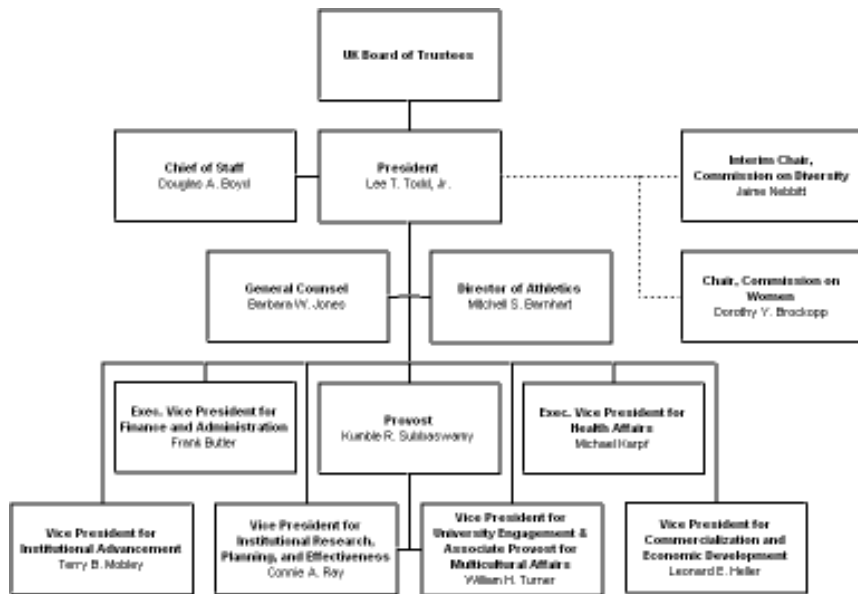 UK Board of Trustees
Chief of Staff
Douglas A. Boyd
President
Lee T. Todd, Jr.
Interim Chair,
Commission on Diversity
Jaime Nebbitt
General Counsel
Barbara W. Jones
Director of Athletics
Mitchell S. Barnhart
Chair, Commission on
Women
Dorothy Y. Brockopp
Exec. Vice President for
Finance and Administration
Frank Butler
Provost
Kumble R. Subbaswamy
Exec. Vice President for
Health Affairs
Michael Karpf
Vice President for
Institutional Advancement
Terry B. Mobley
Vice President for
Institutional Research,
Planning, and Effectiveness
Connie A. Ray
Vice President for
University Engagement &
Associate Provost for
Multicultural Affairs
William H. Turner
Vice President for
Commercialization and
Economic Development
Leonard E. Heller